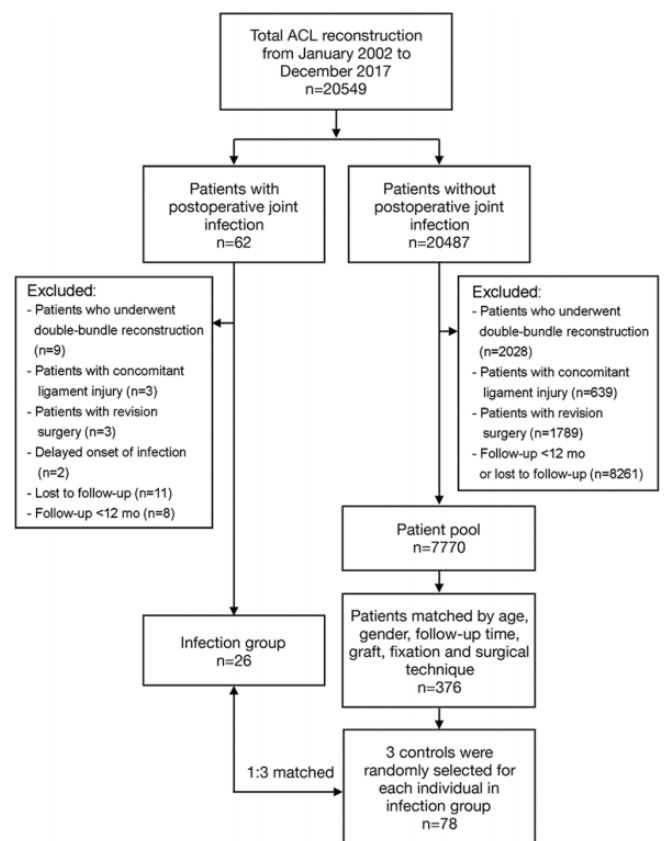 Total ACL reconstruction
from January 2002 to
December 2017
n=20549
Patients with
postoperative joint
infection
n=62
Patients without
postoperative joint
infection
n=20487
Excluded:
- Patients who underwent
double-bundle reconstruction
(n=9)
- Patients with concomitant
ligament injury (n=3)
- Patients with revision
surgery (n=3)
- Delayed onset of infection
(n=2)
- Lost to follow-up (n=11)
- Follow-up <12 mo (n=8)
Excluded:
- Patients who underwent
double-bundle reconstruction
(n=2028)
- Patients with concomitant
ligament injury (n=639)
- Patients with revision
surgery (n=1789)
- Follow-up <12 mo
or lost to follow-up (n=8261)
Patient pool
n=7770
Infection group
n=26
Patients matched by age,
gender, follow-up time,
graft, fixation and surgical
technique
n=376
1:3 matched
3 controls were
randomly selected for
each individual in
infection group
n=78